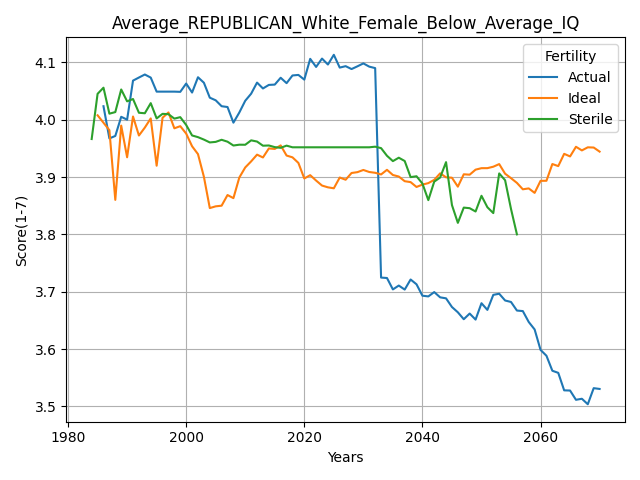 Average_REPUBLICAN_White_Female_Below_Average_IQ
Fertility
Actual
Ideal
Sterile
Score(1-7)
4.1
4.0
3.9
3.8
3.7
3.6
3.5
1980
2000
2020
2040
2060
Years